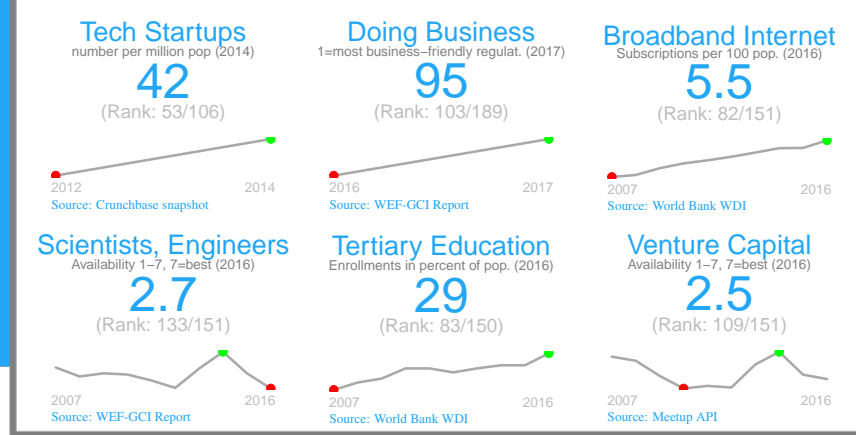 Tech Startups
number per million pop (2014)
42
(Rank: 53/106)
2012 2014
Source: Crunchbase snapshot
Doing Business
1=most business−friendly regulat. (2017)
95
(Rank: 103/189)
2016 2017
Source: WEF-GCI Report
Broadband Internet
Subscriptions per 100 pop. (2016)
5.5
(Rank: 82/151)
2007 2016
Source: World Bank WDI
Scientists, Engineers
Availability 1−7, 7=best (2016)
2.7
(Rank: 133/151)
2007 2016
Source: WEF-GCI Report
Tertiary Education
Enrollments in percent of pop. (2016)
29
(Rank: 83/150)
2007 2016
Source: World Bank WDI
Venture Capital
Availability 1−7, 7=best (2016)
2.5
(Rank: 109/151)
2007 2016
Source: Meetup API